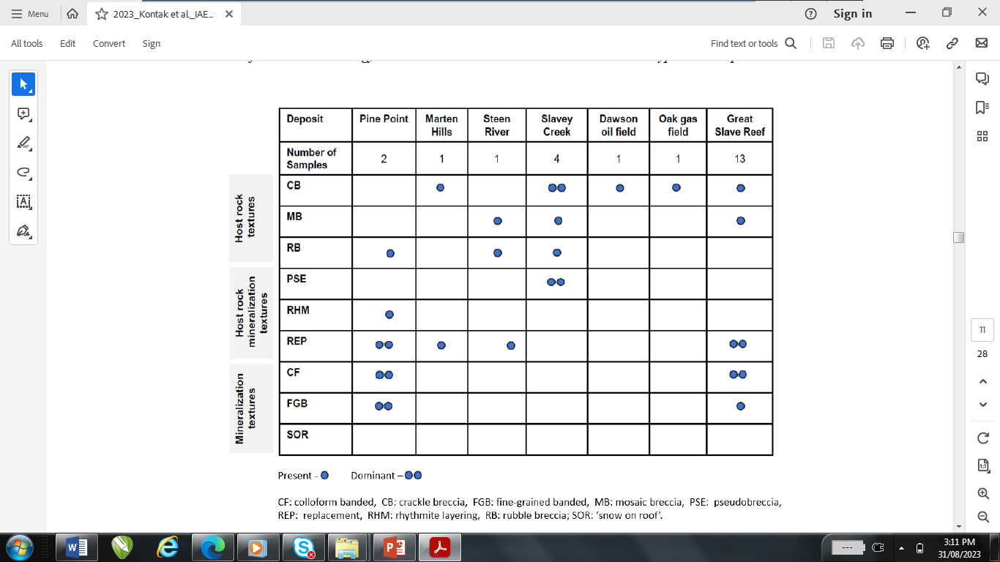 Menu
2023_Kontak et al._IAE...
Sign in
All tools
Edit
Convert
Sign
Find text or tools
Deposit
Pine Point
Marten Hills
Steen River
Slavey Creek
Dawson oil field
Oak gas field
Great Slave Reef
Number of Samples
2
1
1
4
1
1
13
Host rock textures
CB
MB
RB
Host rock mineralization textures
PSE
RHM
REP
Mineralization textures
CF
FGB
SOR
Present - 
Dominant –
CF: colloform banded, CB: crackle breccia, FGB: fine-grained banded, MB: mosaic breccia, PSE: pseudobreccia,
REP: replacement, RHM: rhythmite layering, RB: rubble breccia; SOR: ‘snow on roof’.
11
28
1:1
3:11 PM
31/08/2023